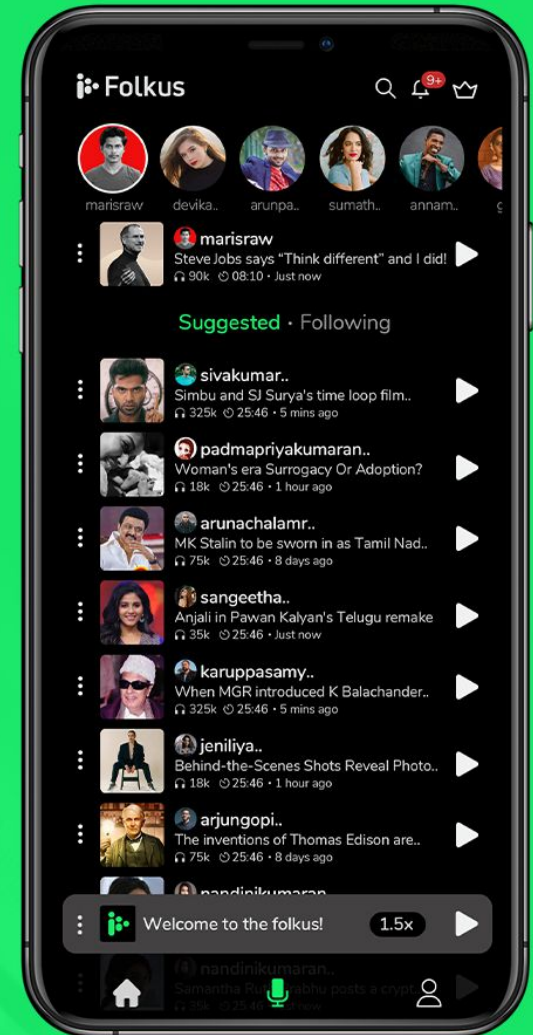 Folkus
9+
marisraw devika.. arunpa.. sumath.. annam..
marisraw
Steve Jobs says “Think different” and I did!
90k 08:10 • Just now
Suggested • Following
sivakumar..
Simbu and SJ Surya's time loop film..
325k 25:46 • 5 mins ago
padmapriyakumaran..
Woman's era Surrogacy Or Adoption?
18k 25:46 • 1 hour ago
arunachalamr..
MK Stalin to be sworn in as Tamil Nad..
75k 25:46 • 8 days ago
sangeetha..
Anjali in Pawan Kalyan's Telugu remake
35k 25:46 • Just now
karuppasamy..
When MGR introduced K Balachander..
325k 25:46 • 5 mins ago
jeniliya..
Behind-the-Scenes Shots Reveal Photo..
18k 25:46 • 1 hour ago
arjungopi..
The inventions of Thomas Edison are..
75k 25:46 • 8 days ago
nandinikumaran
Welcome to the folkus! 1.5x
nandinikumaran..
Samantha posts a crypt..